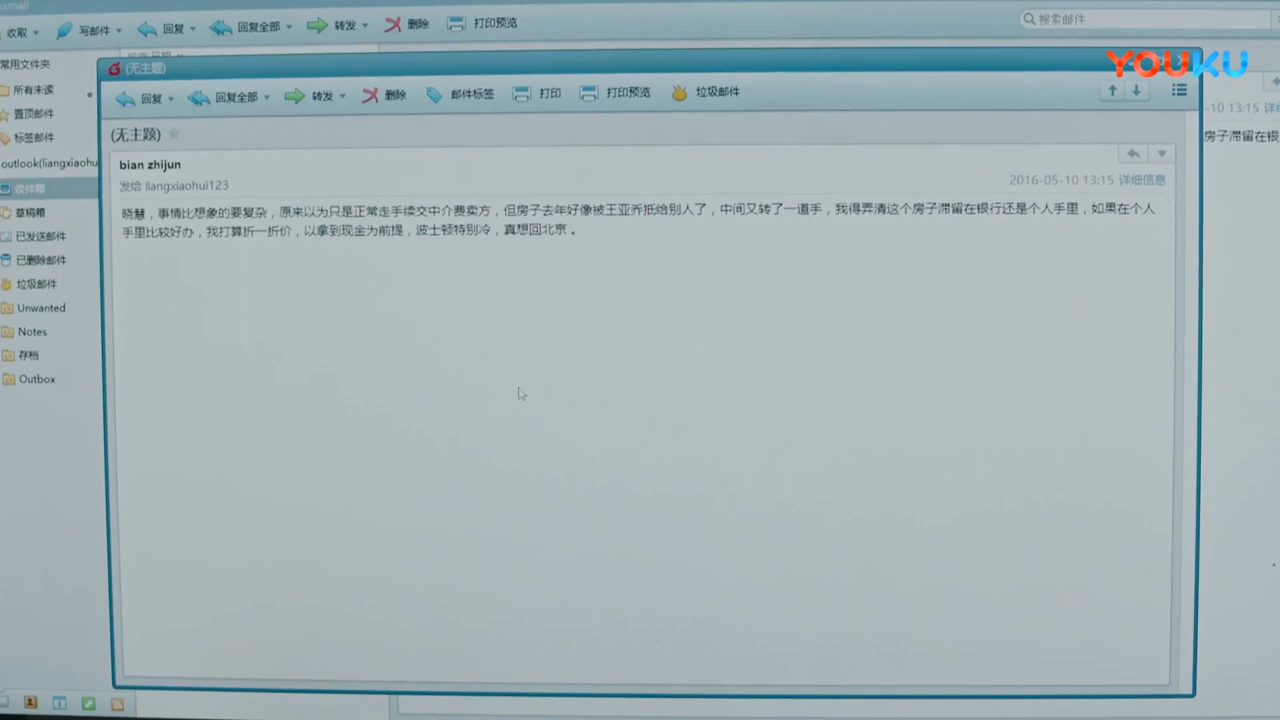 xmail
收取
写邮件
回复
回复全部
转发
删除
打印预览
搜索邮件
YOUKU
常用文件夹
所有未读
置顶邮件
标签邮件
outlook(liangxiaohu
收件箱
草稿箱
已发送邮件
已删除邮件
垃圾邮件
Unwanted
Notes
存档
Outbox
(无主题)
回复
回复全部
转发
删除
邮件标签
打印
打印预览
垃圾邮件
(无主题)
bian zhijun
发给 liangxiaohui123
2016-05-10 13:15 详细信息
晓慧，事情比想象的要复杂，原来以为只是正常走手续交中介费卖方，但房子去年好像被王亚乔抵给别人了，中间又转了一道手，我得弄清这个房子滞留在银行还是个人手里，如果在个人
手里比较好办，我打算折一折价，以拿到现金为前提，波士顿特别冷，真想回北京。
-10 13:15 详
房子滞留在银